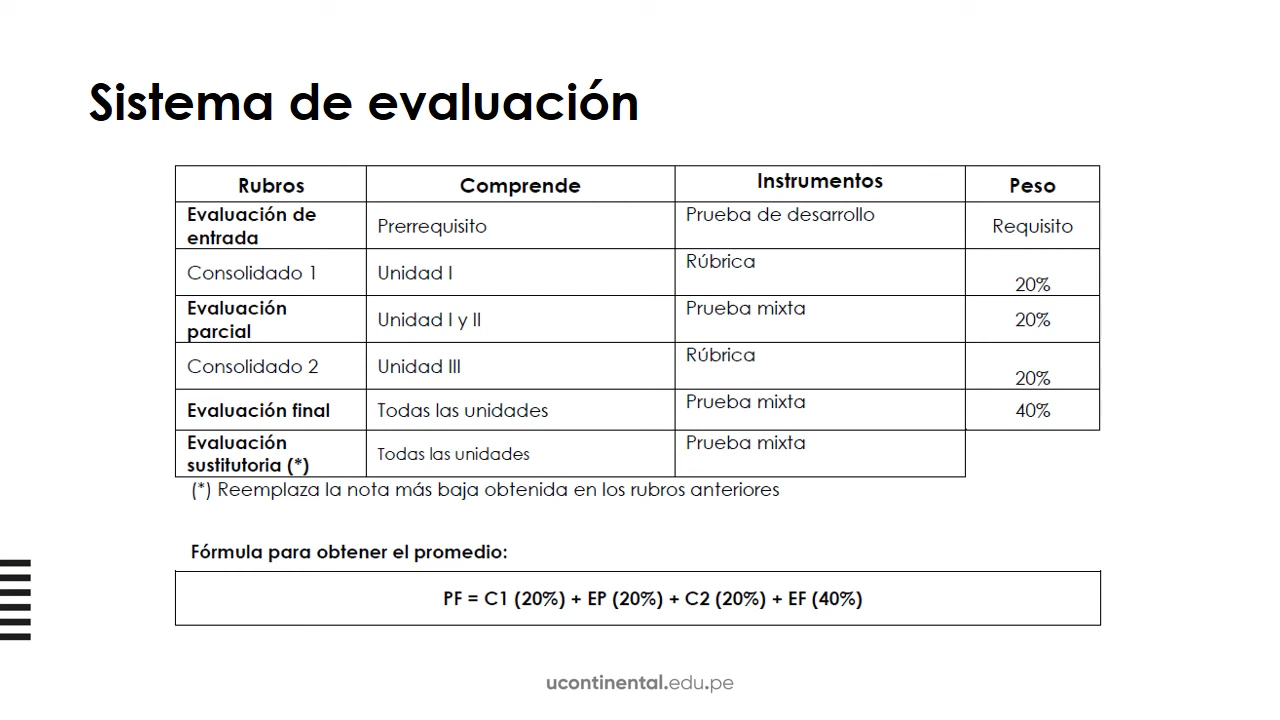 Sistema de evaluación
Rubros Comprende Instrumentos Peso
Evaluación de
entrada Prerrequisito Prueba de desarrollo Requisito
Consolidado 1 Unidad I Rúbrica 20%
Evaluación
parcial Unidad I y II Prueba mixta 20%
Consolidado 2 Unidad III Rúbrica 20%
Evaluación final Todas las unidades Prueba mixta 40%
Evaluación
sustitutoria (*) Todas las unidades Prueba mixta
(*) Reemplaza la nota más baja obtenida en los rubros anteriores
Fórmula para obtener el promedio:
PF = C1 (20%) + EP (20%) + C2 (20%) + EF (40%)
ucontinental.edu.pe